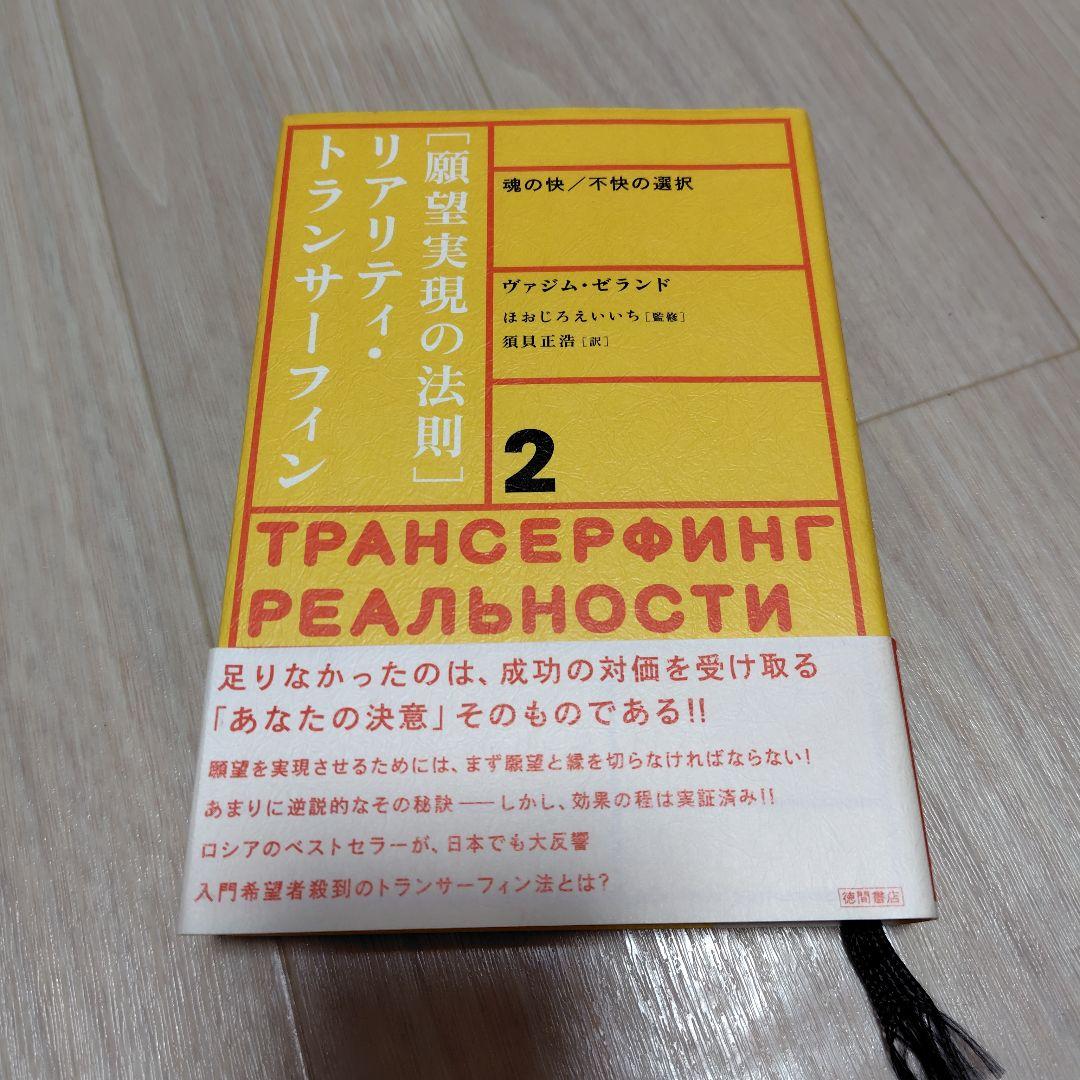 ［願望実現の法則］
リアリティ・
トランサーフィン
魂の快／不快の選択
ヴァジム・ゼランド
ほおじろえいいち［監修］
須貝正浩［訳］
2
ТРАНСЕРФИНГ
РЕАЛЬНОСТИ
足りなかったのは、成功の対価を受け取る
「あなたの決意」そのものである!!
願望を実現させるためには、まず願望と縁を切らなければならない!
あまりに逆説的なその秘訣――しかし、効果の程は実証済み!!
ロシアのベストセラーが、日本でも大反響
入門希望者殺到のトランサーフィン法とは?
徳間書店